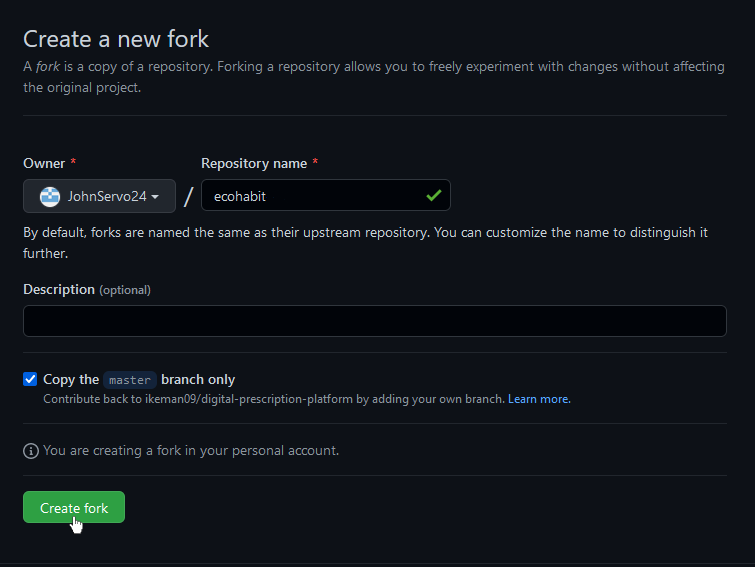 Create a new fork
A fork is a copy of a repository. Forking a repository allows you to freely experiment with changes without affecting
the original project.
Owner * Repository name *
JohnServo24 / ecohabit
By default, forks are named the same as their upstream repository. You can customize the name to distinguish it
further.
Description (optional)
Copy the master branch only
Contribute back to ikeman09/digital-prescription-platform by adding your own branch. Learn more.
You are creating a fork in your personal account.
Create fork